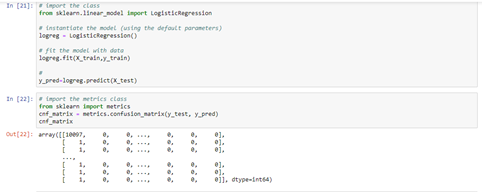 In [21]: # import the class
from sklearn.linear_model import LogisticRegression
# instantiate the model (using the default parameters)
logreg = LogisticRegression()
# fit the model with data
logreg.fit(X_train,y_train)
#
y_pred=logreg.predict(X_test)
In [22]: # import the metrics class
from sklearn import metrics
cnf_matrix = metrics.confusion_matrix(y_test, y_pred)
cnf_matrix
Out[22]: array([[10097, 0, 0, ..., 0, 0, 0],
[ 1, 0, 0, ..., 0, 0, 0],
[ 1, 0, 0, ..., 0, 0, 0],
...,
[ 1, 0, 0, ..., 0, 0, 0],
[ 1, 0, 0, ..., 0, 0, 0],
[ 1, 0, 0, ..., 0, 0, 0]], dtype=int64)